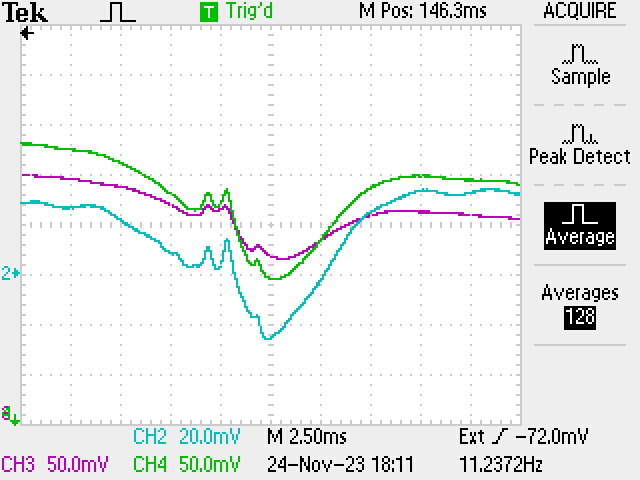 Tek T Trig'd M Pos: 146.3ms ACQUIRE
Sample
Peak Detect
Average
2
Averages
128
CH2 20.0mV M 2.50ms Ext −72.0mV
CH3 50.0mV CH4 50.0mV 24-Nov-23 18:11 11.2372Hz